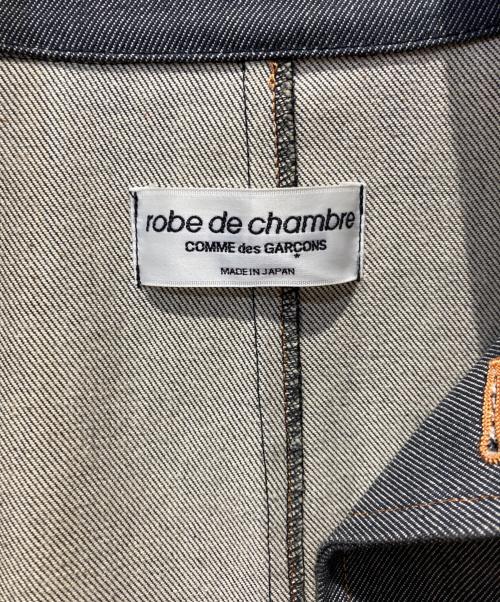 robe de chambre
COMME des GARÇONS
*
MADE IN JAPAN